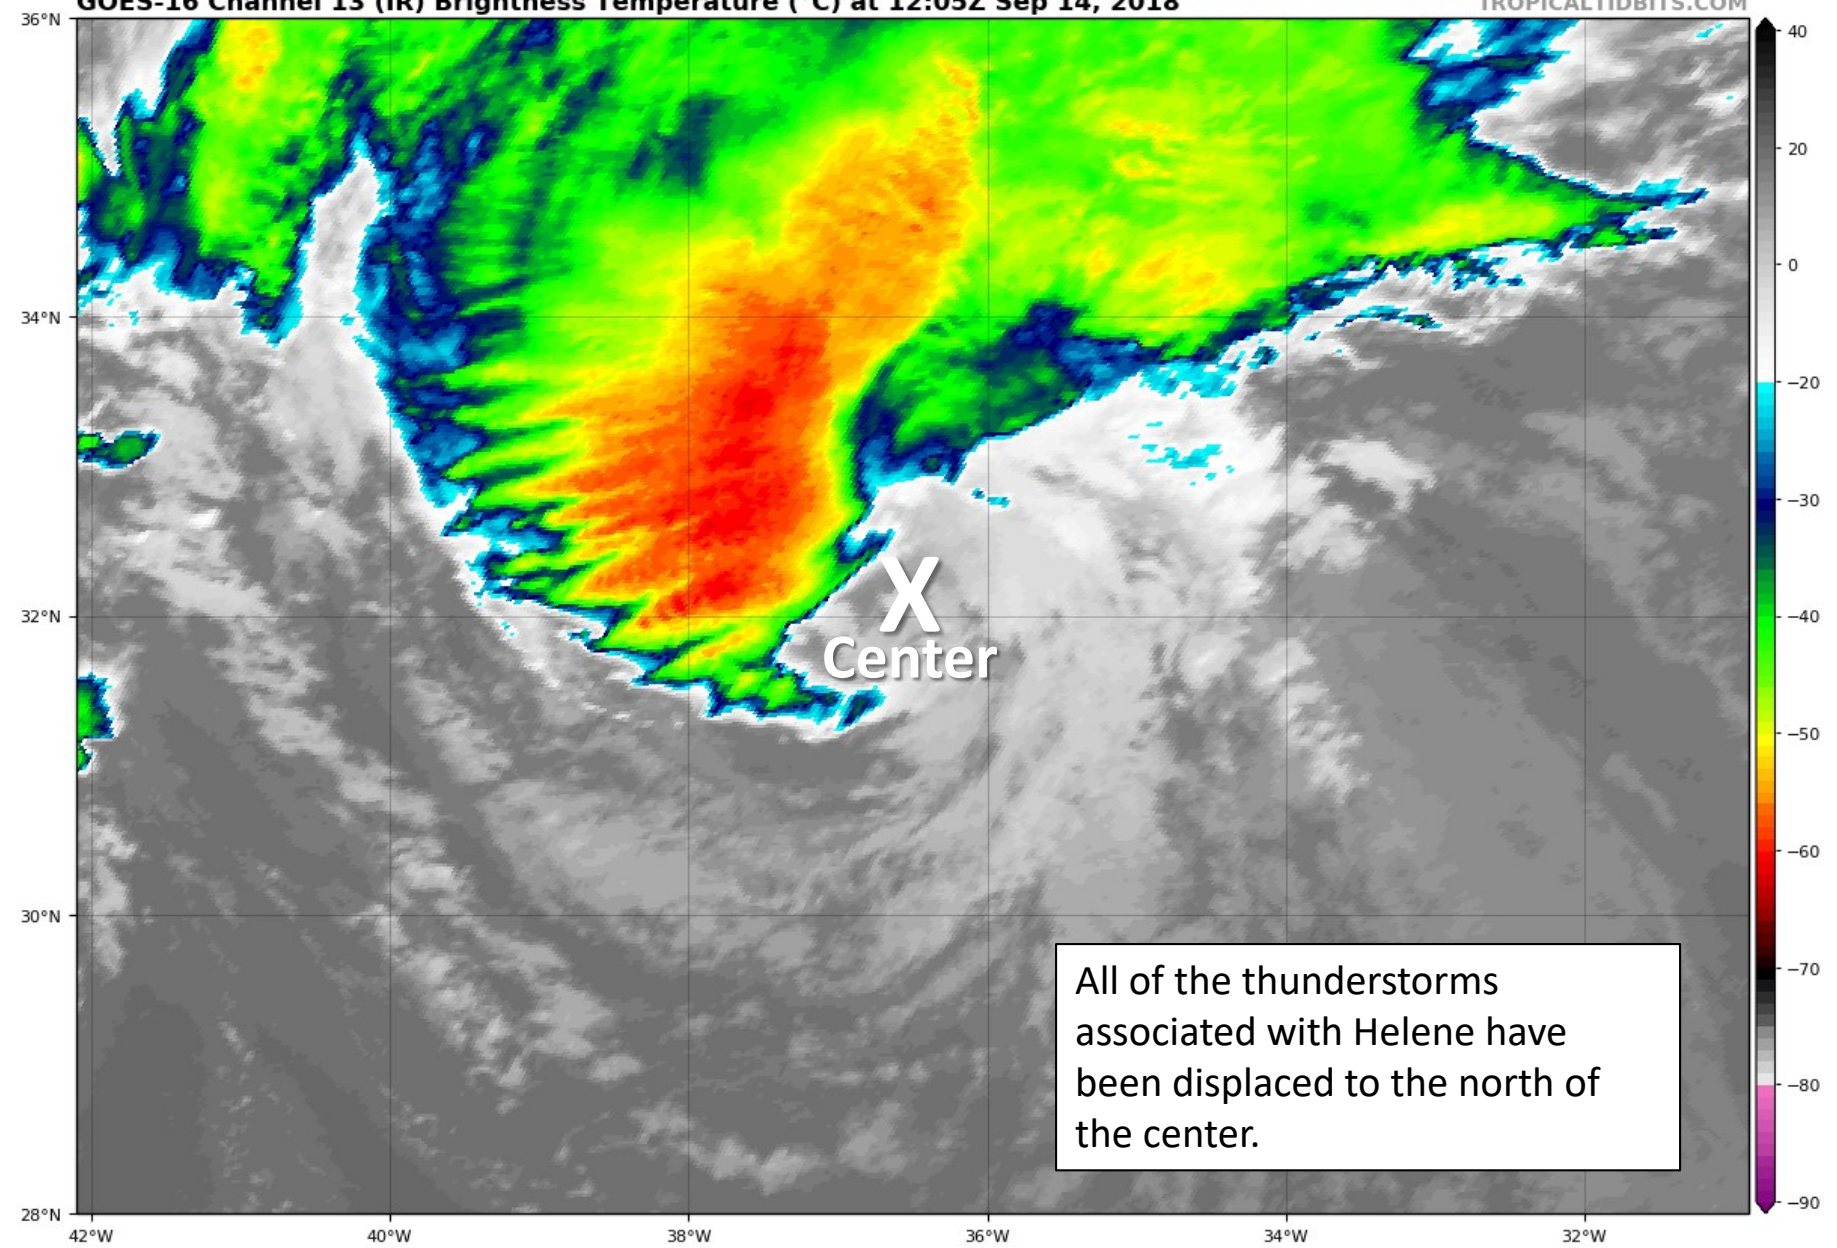 GOES-16 Channel 13 (IR) Brightness Temperature (°C) at 12:05Z Sep 14, 2018
TROPICALTIDBITS.COM
36°N
34°N
32°N
30°N
28°N
42°W
40°W
38°W
36°W
34°W
32°W
40
20
0
−20
−30
−40
−50
−60
−70
−80
−90
X
Center
All of the thunderstorms
associated with Helene have
been displaced to the north of
the center.